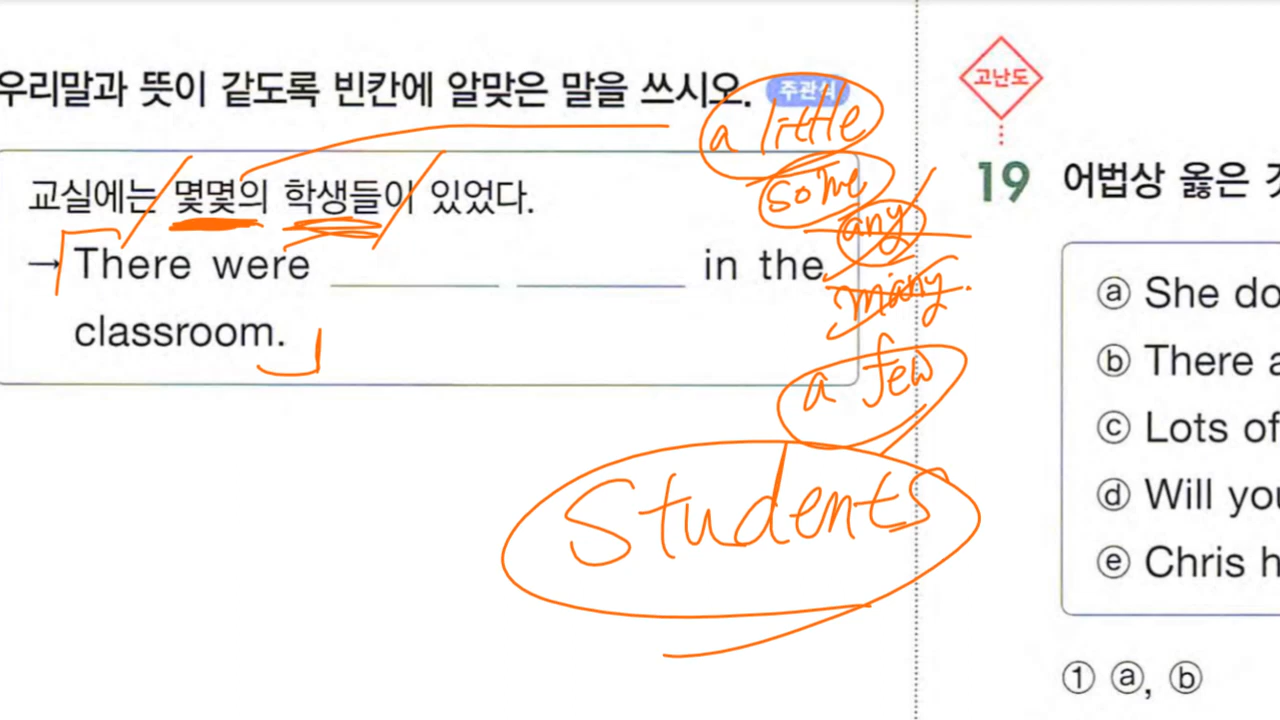 우리말과 뜻이 같도록 빈칸에 알맞은 말을 쓰시오. 주관식
a little
교실에는 몇몇의 학생들이 있었다.
some
any
→ There were ________ ________ in the
many
classroom.
a few
students
고난도
19 어법상 옳은 것
ⓐ She do
ⓑ There a
ⓒ Lots of
ⓓ Will you
ⓔ Chris h
① ⓐ, ⓑ